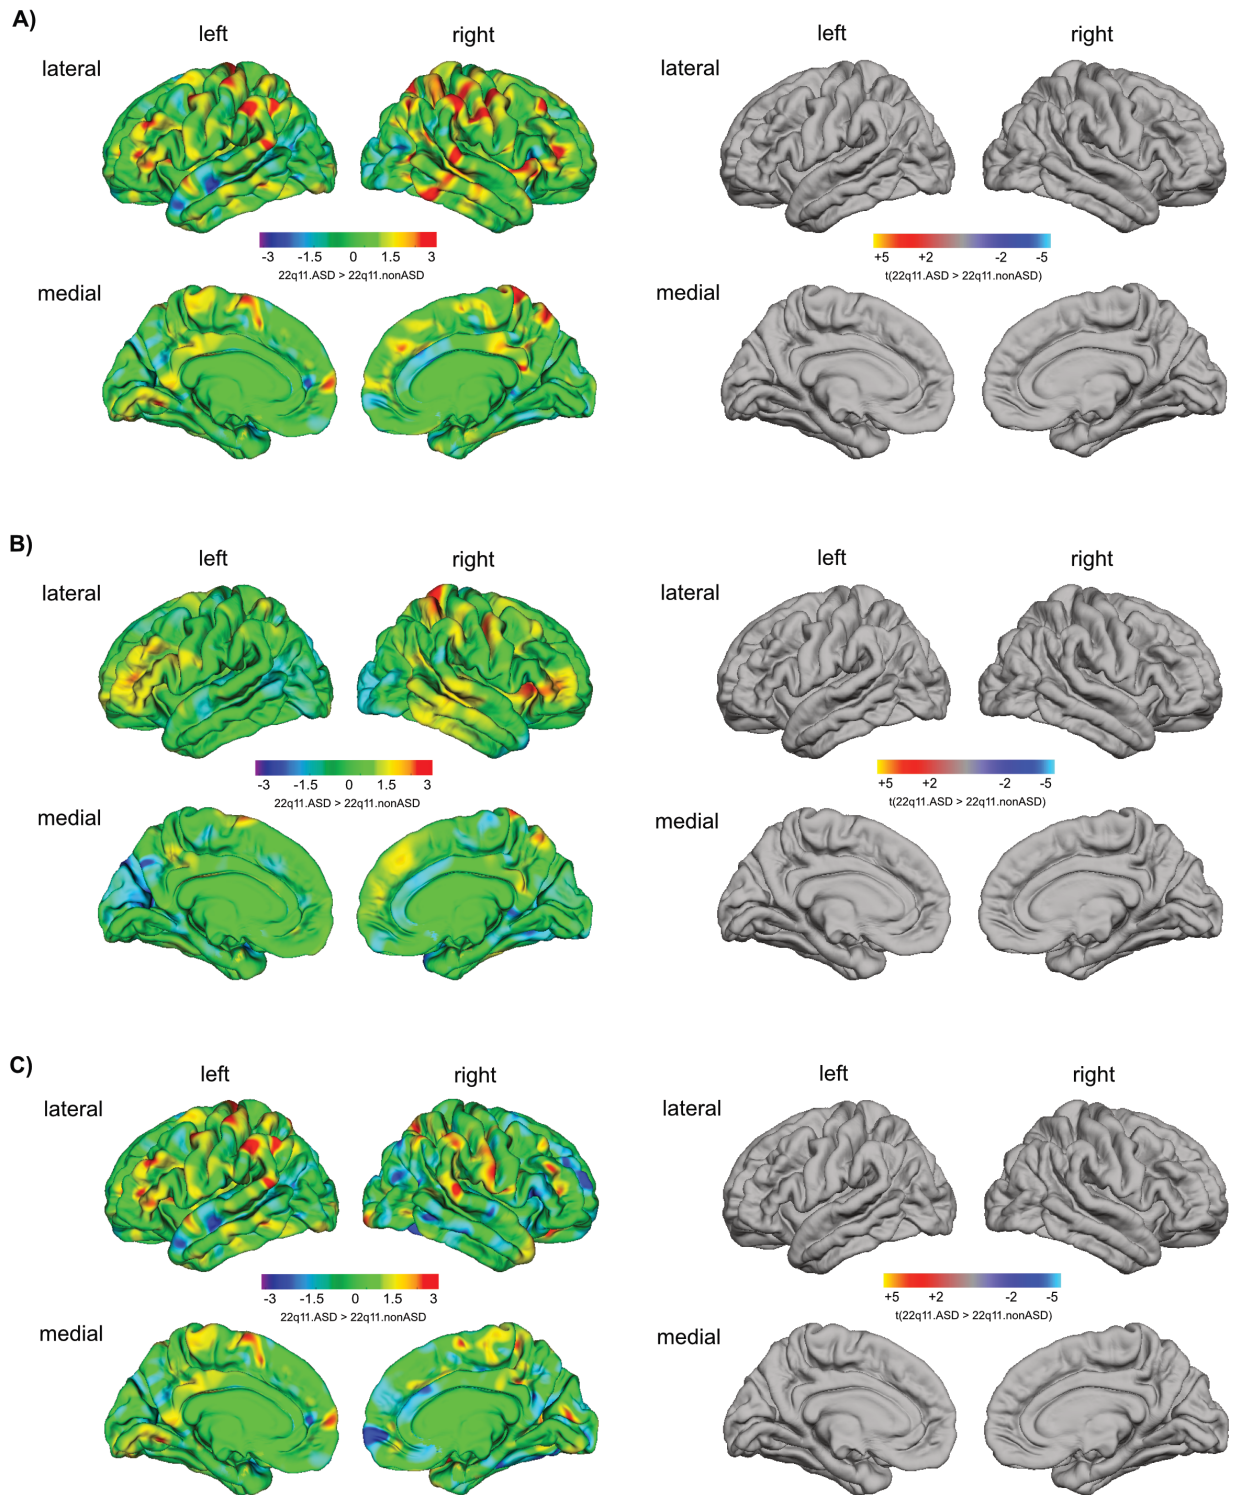 A)
left right left right
lateral lateral
-3 -1.5 0 1.5 3 +5 +2 -2 -5
22q11.ASD > 22q11.nonASD t(22q11.ASD > 22q11.nonASD)
medial medial
B)
left right left right
lateral lateral
-3 -1.5 0 1.5 3 +5 +2 -2 -5
22q11.ASD > 22q11.nonASD t(22q11.ASD > 22q11.nonASD)
medial medial
C)
left right left right
lateral lateral
-3 -1.5 0 1.5 3 +5 +2 -2 -5
22q11.ASD > 22q11.nonASD t(22q11.ASD > 22q11.nonASD)
medial medial